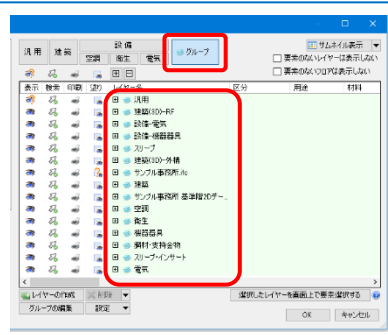 サムネイル表示
汎用 建築 設備 グループ
空調 衛生 電気
要素のないレイヤーは表示しない
要素のないフロアは表示しない
表示 検索 印刷 レイヤー名 区分 用途 材料
汎用
建築(3D)-RF
設備-電気
設備-機器器具
スリーブ
建築(3D)-外構
サンプル事務所.ifc
建築
サンプル事務所 基準階2Dデー...
空調
衛生
機器器具
鋼材・支持金物
スリーブ・インサート
電気
レイヤーの作成 削除 選択したレイヤーを画面上で要素選択する
グループの編集 設定
OK キャンセル